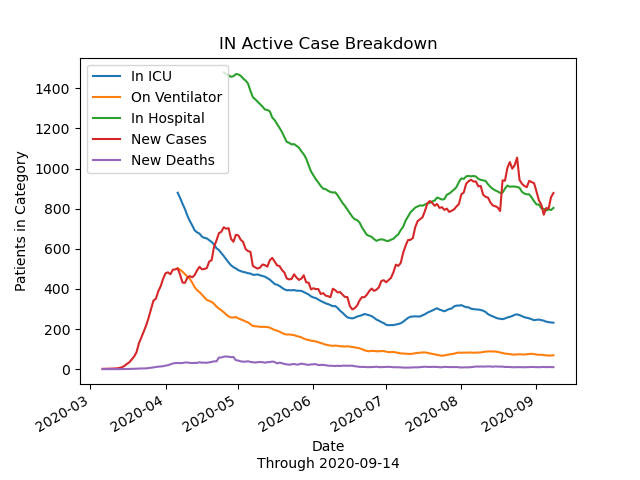 IN Active Case Breakdown
In ICU
On Ventilator
In Hospital
New Cases
New Deaths
Patients in Category
1400
1200
1000
800
600
400
200
0
2020-03
2020-04
2020-05
2020-06
2020-07
2020-08
2020-09
Date
Through 2020-09-14